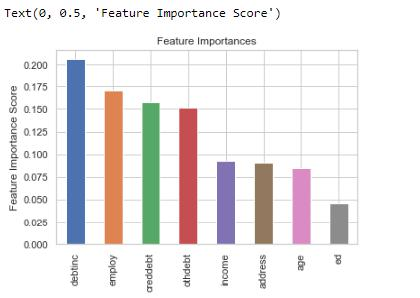 Text(0, 0.5, 'Feature Importance Score')
Feature Importances
Feature Importance Score
0.200
0.175
0.150
0.125
0.100
0.075
0.050
0.025
0.000
debtinc
employ
creddebt
othdebt
income
address
age
ed